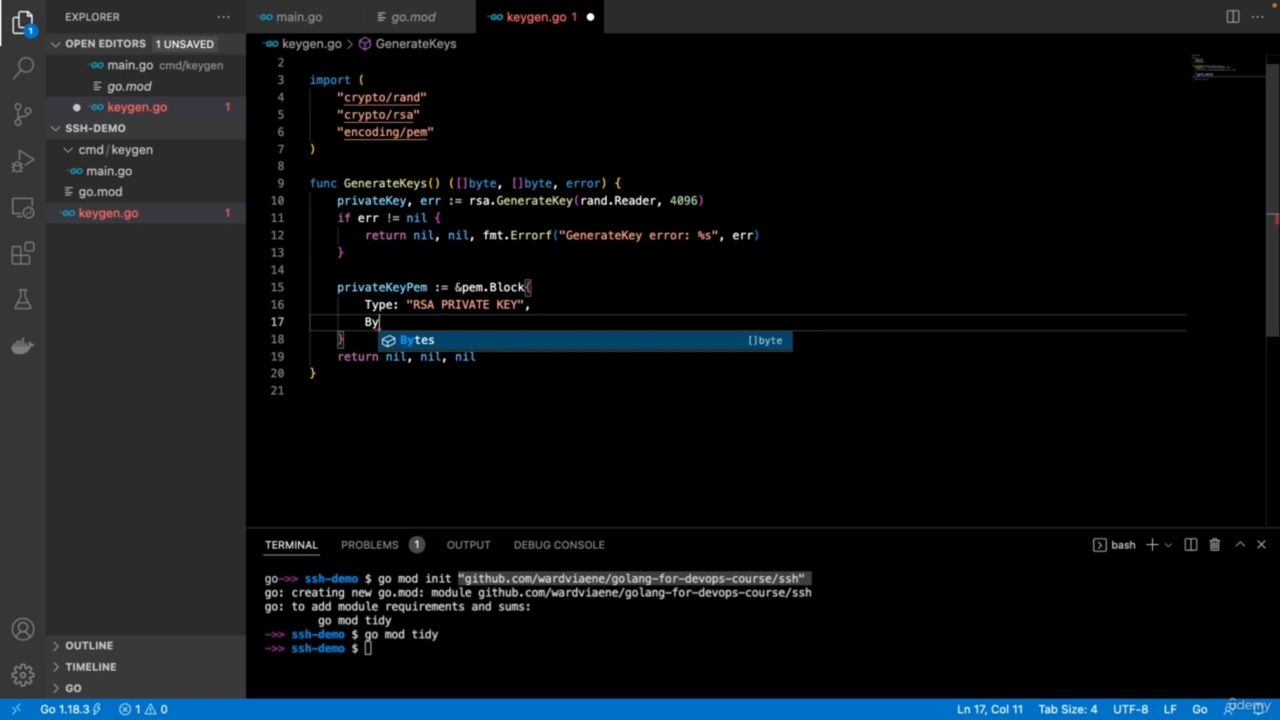 EXPLORER
main.go
go.mod
keygen.go 1
OPEN EDITORS 1 UNSAVED
main.go cmd/keygen
go.mod
keygen.go 1
SSH-DEMO
cmd/keygen
main.go
go.mod
keygen.go 1
OUTLINE
TIMELINE
GO
keygen.go > GenerateKeys
2
3 import (
4 "crypto/rand"
5 "crypto/rsa"
6 "encoding/pem"
7 )
8
9 func GenerateKeys() ([]byte, []byte, error) {
10 privateKey, err := rsa.GenerateKey(rand.Reader, 4096)
11 if err != nil {
12 return nil, nil, fmt.Errorf("GenerateKey error: %s", err)
13 }
14
15 privateKeyPem := &pem.Block{
16 Type: "RSA PRIVATE KEY",
17 By
18 }
Bytes []byte
19 return nil, nil, nil
20 }
21
TERMINAL PROBLEMS 1 OUTPUT DEBUG CONSOLE
bash
go->> ssh-demo $ go mod init "github.com/wardviaene/golang-for-devops-course/ssh"
go: creating new go.mod: module github.com/wardviaene/golang-for-devops-course/ssh
go: to add module requirements and sums:
go mod tidy
->> ssh-demo $ go mod tidy
->> ssh-demo $
1
Go 1.18.3 1 0 Ln 17, Col 11 Tab Size: 4 UTF-8 LF Go
udemy